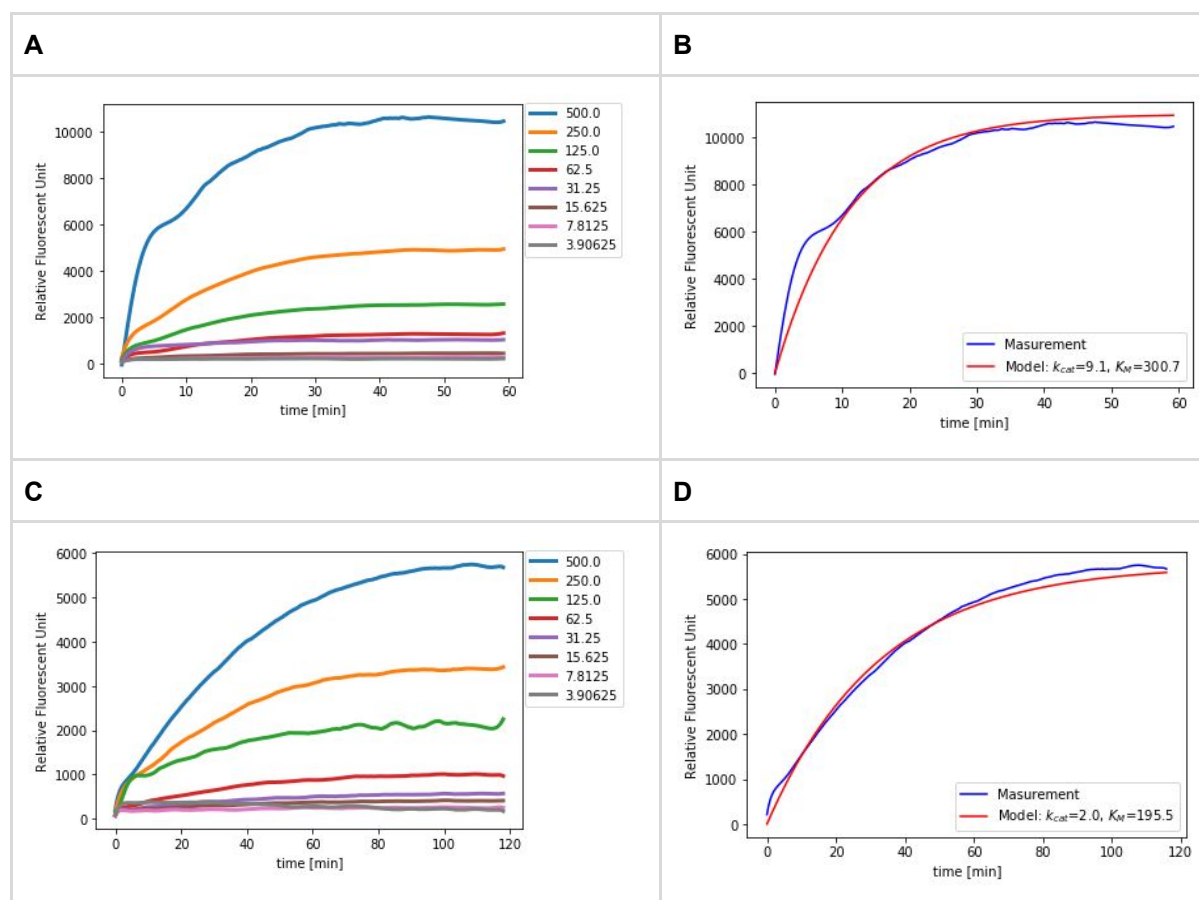 A
B
Relative Fluorescent Unit
10000
8000
6000
4000
2000
0
0 10 20 30 40 50 60
time [min]
500.0
250.0
125.0
62.5
31.25
15.625
7.8125
3.90625
Relative Fluorescent Unit
10000
8000
6000
4000
2000
0
0 10 20 30 40 50 60
time [min]
Masurement
Model: kcat=9.1, KM=300.7
C
D
Relative Fluorescent Unit
6000
5000
4000
3000
2000
1000
0
0 20 40 60 80 100 120
time [min]
500.0
250.0
125.0
62.5
31.25
15.625
7.8125
3.90625
Relative Fluorescent Unit
6000
5000
4000
3000
2000
1000
0
0 20 40 60 80 100 120
time [min]
Masurement
Model: kcat=2.0, KM=195.5